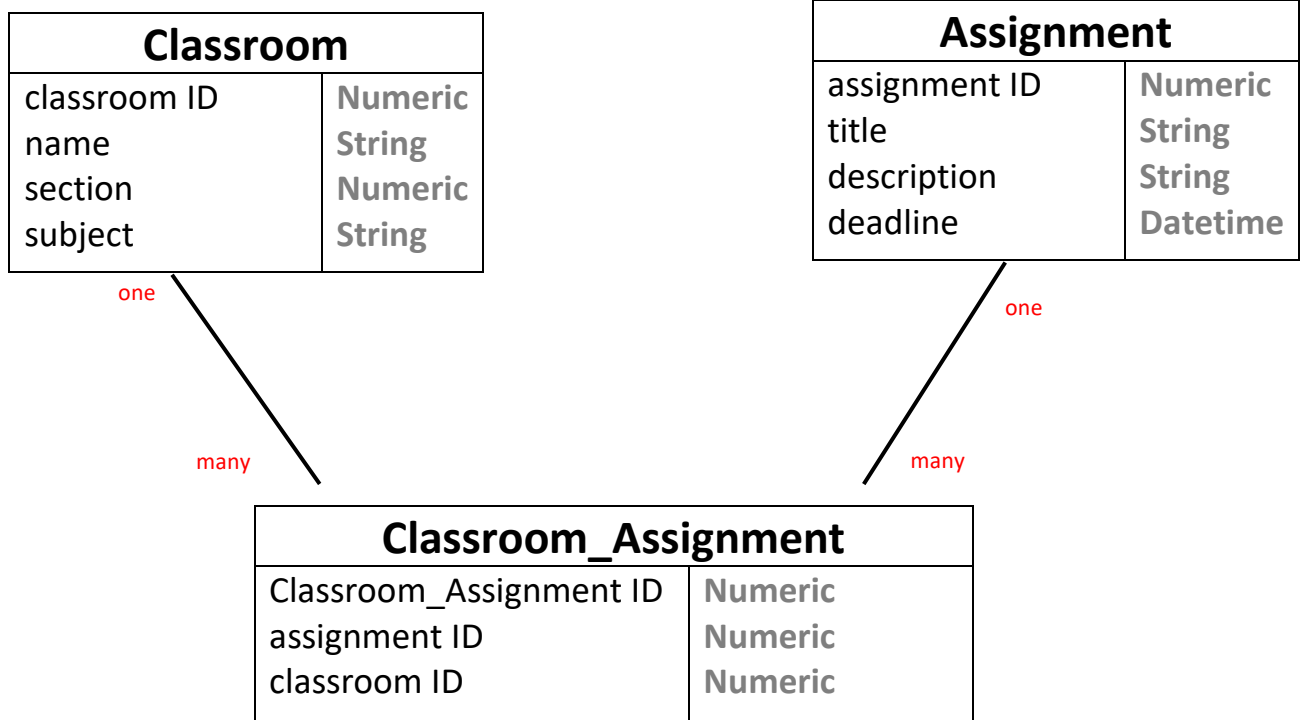 Classroom
classroom ID Numeric
name String
section Numeric
subject String
Assignment
assignment ID Numeric
title String
description String
deadline Datetime
one
one
many
many
Classroom_Assignment
Classroom_Assignment ID Numeric
assignment ID Numeric
classroom ID Numeric